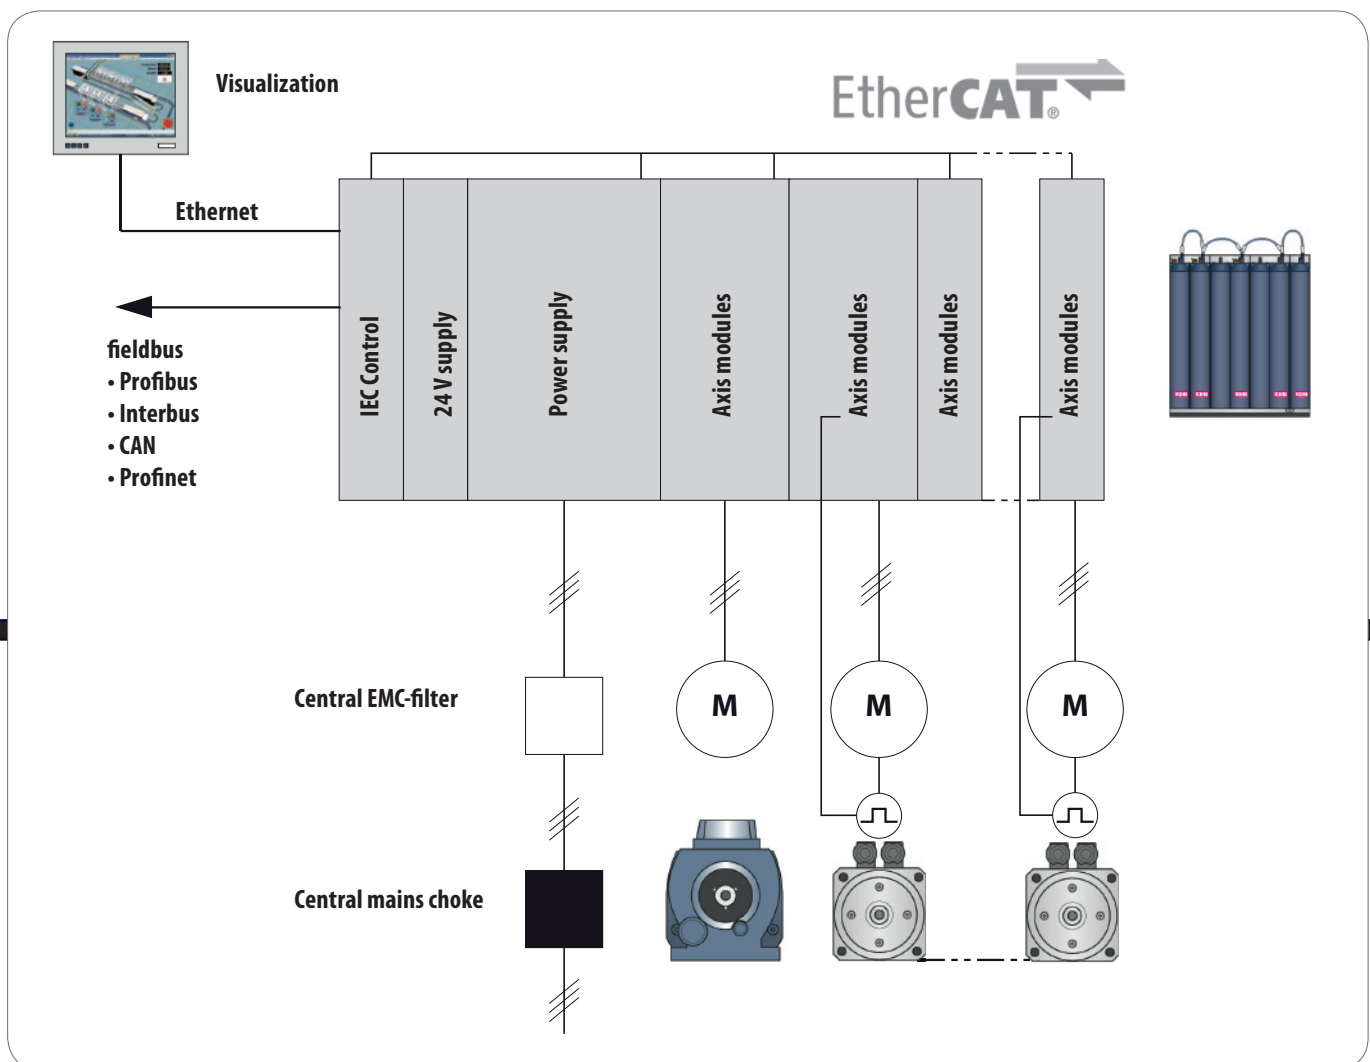 Visualization
EtherCAT®
Ethernet
fieldbus
• Profibus
• Interbus
• CAN
• Profinet
IEC Control
24 V supply
Power supply
Axis modules
Axis modules
Axis modules
Axis modules
Central EMC-filter
M
M
M
Central mains choke